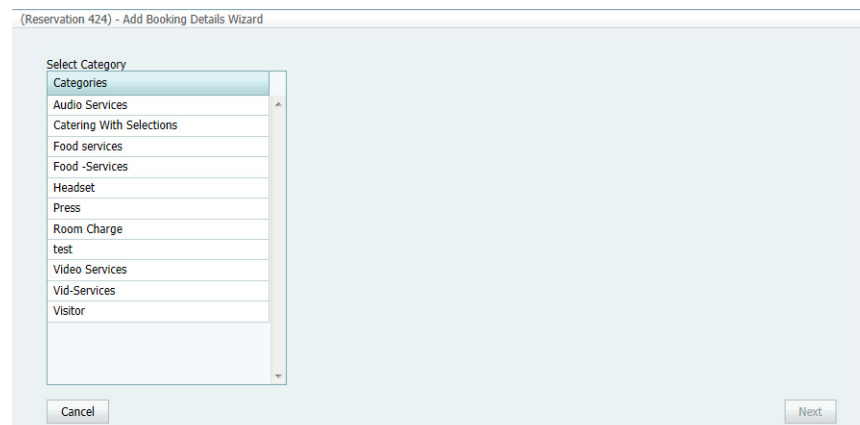 (Reservation 424) - Add Booking Details Wizard
Select Category
Categories
Audio Services
Catering With Selections
Food services
Food -Services
Headset
Press
Room Charge
test
Video Services
Vid-Services
Visitor
Cancel
Next